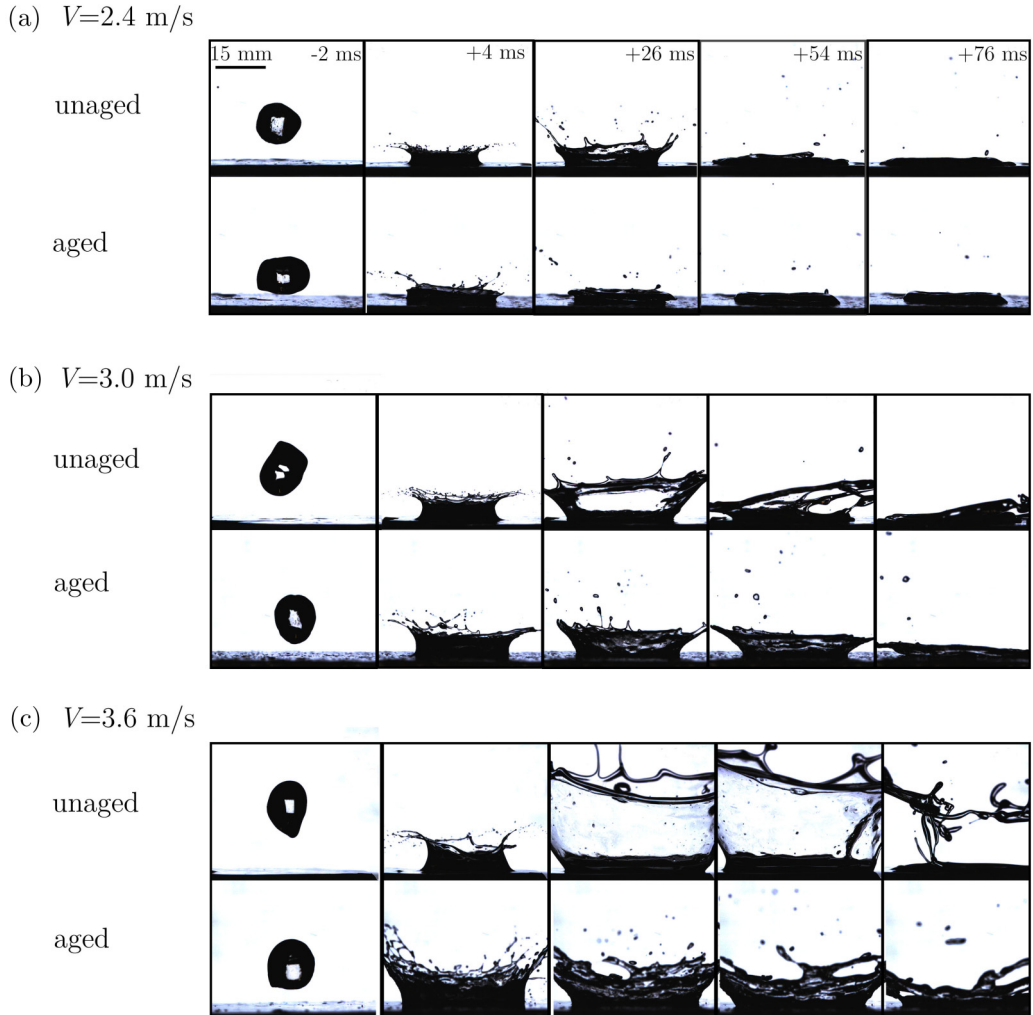 (a) V=2.4 m/s
15 mm -2 ms +4 ms +26 ms +54 ms +76 ms
unaged
aged
(b) V=3.0 m/s
unaged
aged
(c) V=3.6 m/s
unaged
aged